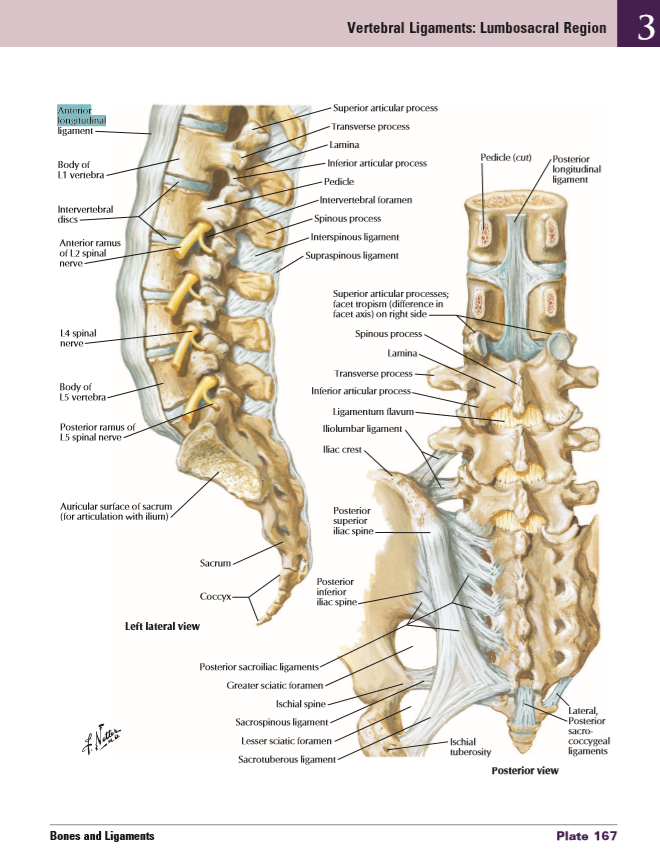 Vertebral Ligaments: Lumbosacral Region
3
Anterior
longitudinal
ligament
Body of
L1 vertebra
Intervertebral
discs
Anterior ramus
of L2 spinal
nerve
L4 spinal
nerve
Body of
L5 vertebra
Posterior ramus of
L5 spinal nerve
Auricular surface of sacrum
(for articulation with ilium)
Sacrum
Coccyx
Left lateral view
Superior articular process
Transverse process
Lamina
Inferior articular process
Pedicle
Intervertebral foramen
Spinous process
Interspinous ligament
Supraspinous ligament
Pedicle (cut)
Posterior
longitudinal
ligament
Superior articular processes;
facet tropism (difference in
facet axis) on right side
Spinous process
Lamina
Transverse process
Inferior articular process
Ligamentum flavum
Iliolumbar ligament
Iliac crest
Posterior
superior
iliac spine
Posterior
inferior
iliac spine
Posterior sacroiliac ligaments
Greater sciatic foramen
Ischial spine
Sacrospinous ligament
Lesser sciatic foramen
Sacrotuberous ligament
Ischial
tuberosity
Lateral,
Posterior
sacro-
coccygeal
ligaments
Posterior view
F. Netter
M.D.
Bones and Ligaments
Plate 167